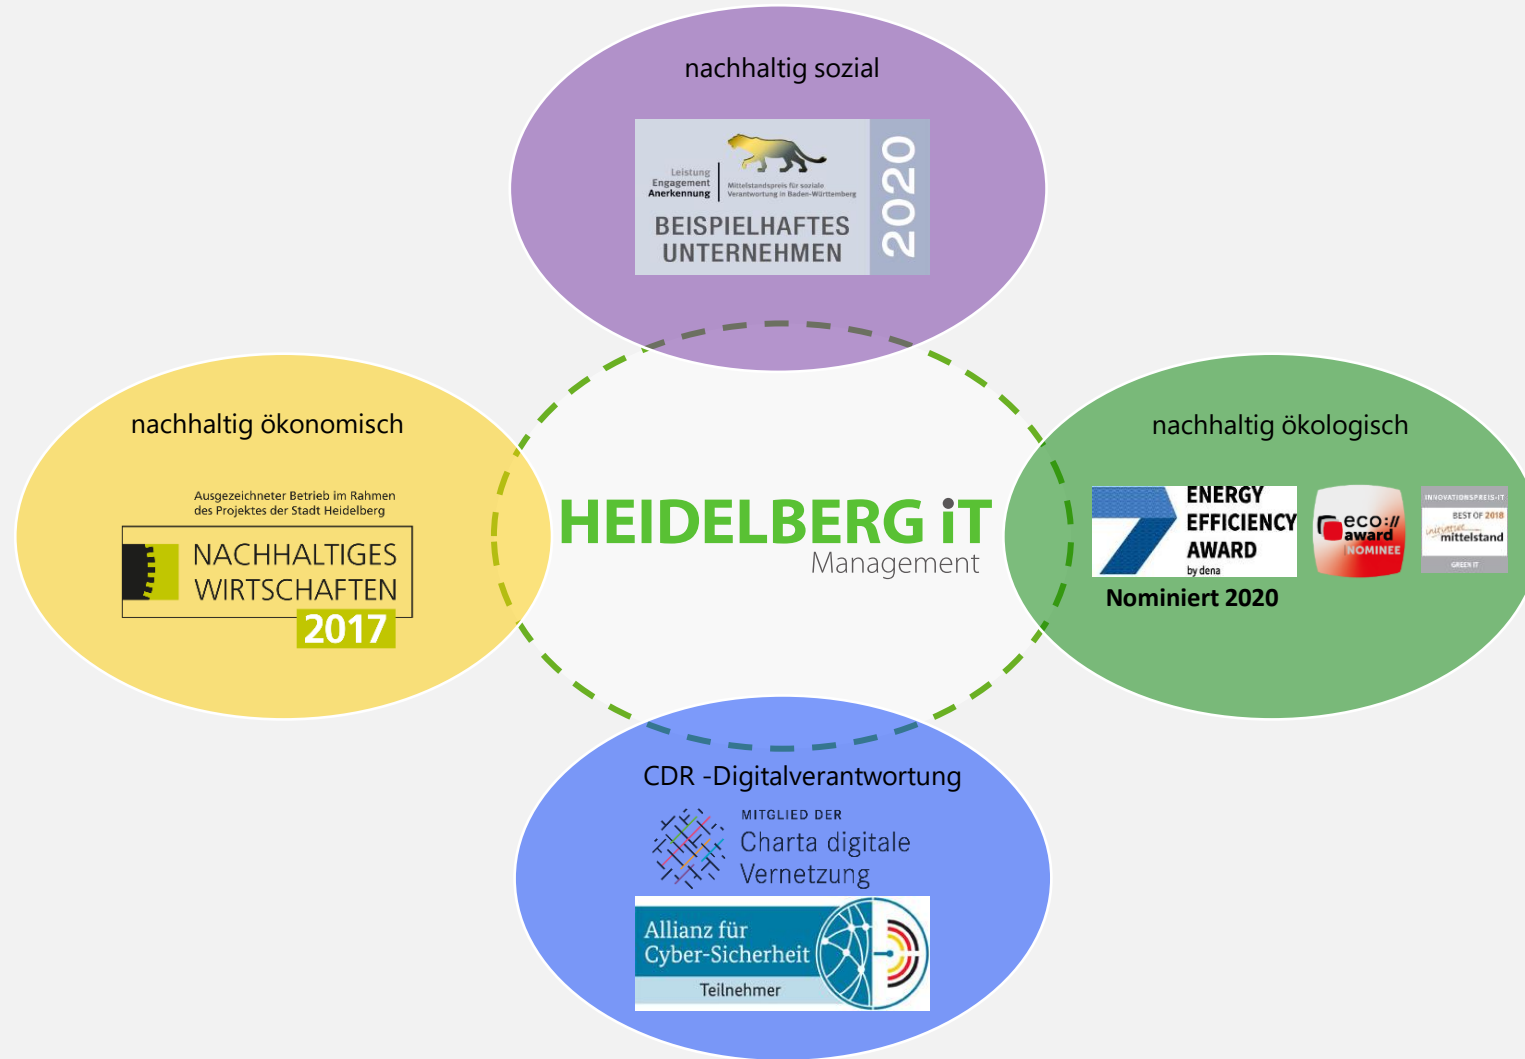 nachhaltig sozial
Leistung
Engagement
Anerkennung
Mittelstandspreis für soziale
Verantwortung in Baden-Württemberg
BEISPIELHAFTES
UNTERNEHMEN
2020
nachhaltig ökonomisch
Ausgezeichneter Betrieb im Rahmen
des Projektes der Stadt Heidelberg
NACHHALTIGES
WIRTSCHAFTEN
2017
HEIDELBERG iT
Management
nachhaltig ökologisch
ENERGY
EFFICIENCY
AWARD
by dena
Nominiert 2020
eco://
award
NOMINEE
INNOVATIONSPREIS-IT
BEST OF 2018
initiative
mittelstand
GREEN IT
CDR -Digitalverantwortung
MITGLIED DER
Charta digitale
Vernetzung
Allianz für
Cyber-Sicherheit
Teilnehmer